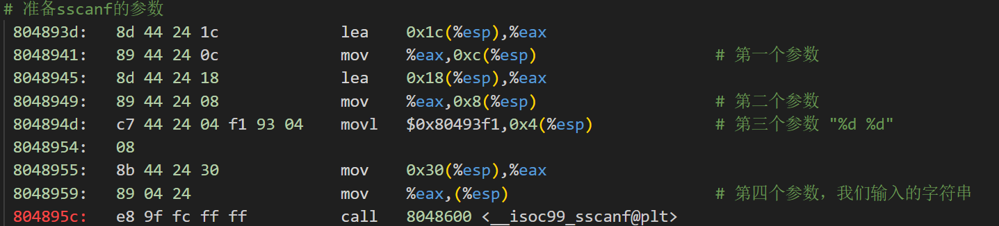 # 准备sscanf的参数
804893d: 8d 44 24 1c lea 0x1c(%esp),%eax
8048941: 89 44 24 0c mov %eax,0xc(%esp) # 第一个参数
8048945: 8d 44 24 18 lea 0x18(%esp),%eax
8048949: 89 44 24 08 mov %eax,0x8(%esp) # 第二个参数
804894d: c7 44 24 04 f1 93 04 movl $0x80493f1,0x4(%esp) # 第三个参数 "%d %d"
8048954: 08
8048955: 8b 44 24 30 mov 0x30(%esp),%eax
8048959: 89 04 24 mov %eax,(%esp) # 第四个参数，我们输入的字符串
804895c: e8 9f fc ff ff call 8048600 <__isoc99_sscanf@plt>